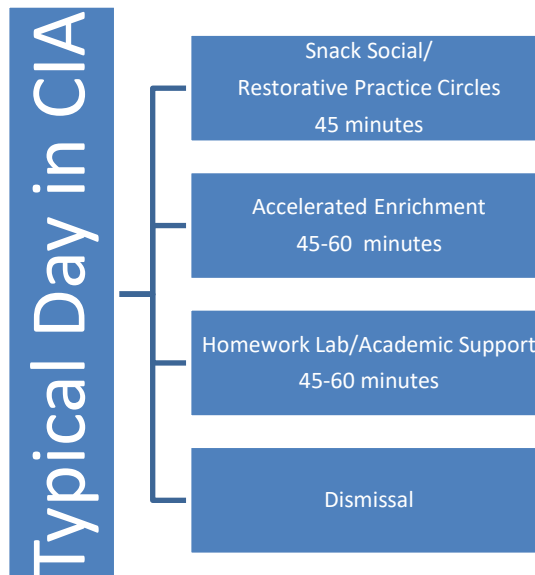 Typical Day in CIA
Snack Social/
Restorative Practice Circles
45 minutes
Accelerated Enrichment
45-60 minutes
Homework Lab/Academic Support
45-60 minutes
Dismissal